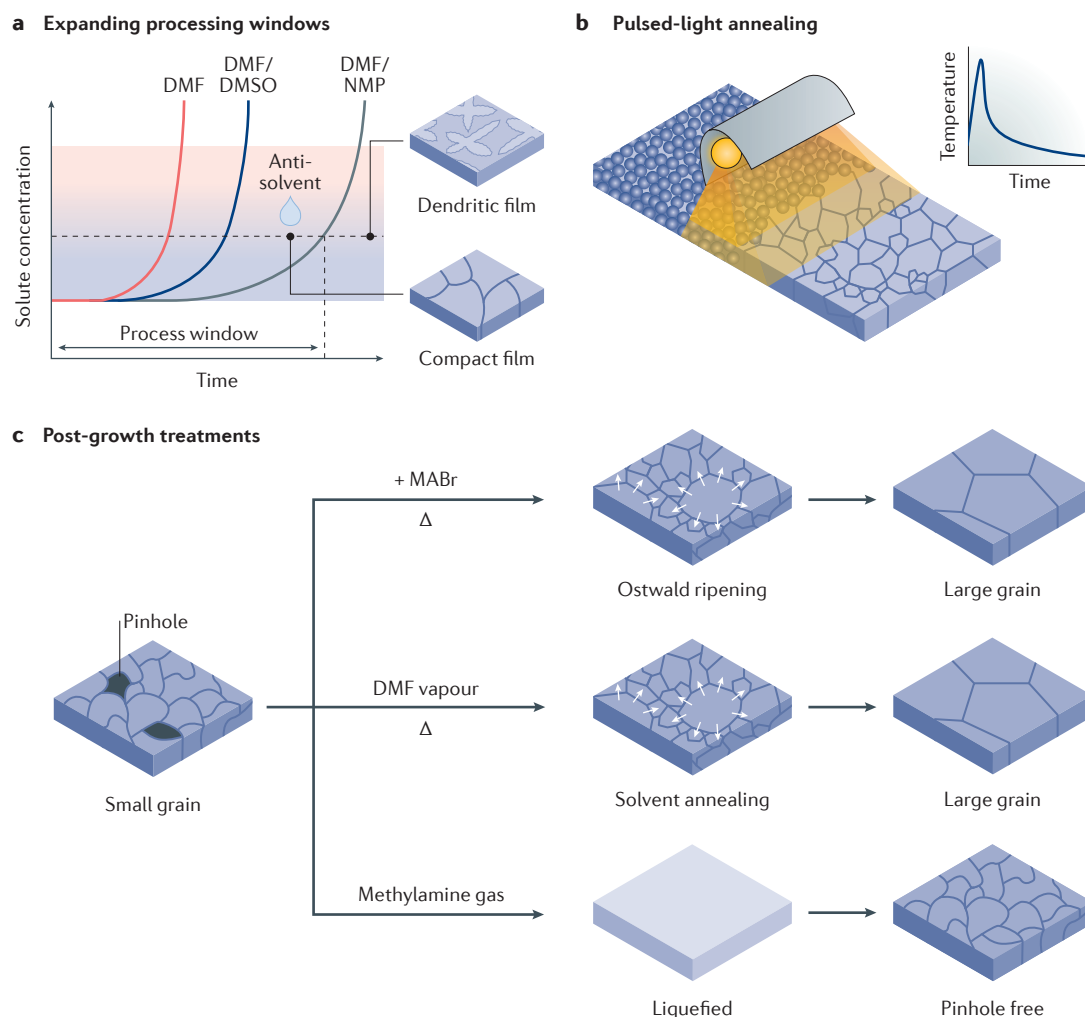 a Expanding processing windows
DMF
DMF/
DMSO
DMF/
NMP
Anti-
solvent
Solute concentration
Process window
Time
Dendritic film
Compact film
b Pulsed-light annealing
Temperature
Time
c Post-growth treatments
Pinhole
Small grain
+ MABr
Δ
Ostwald ripening
Large grain
DMF vapour
Δ
Solvent annealing
Large grain
Methylamine gas
Liquefied
Pinhole free